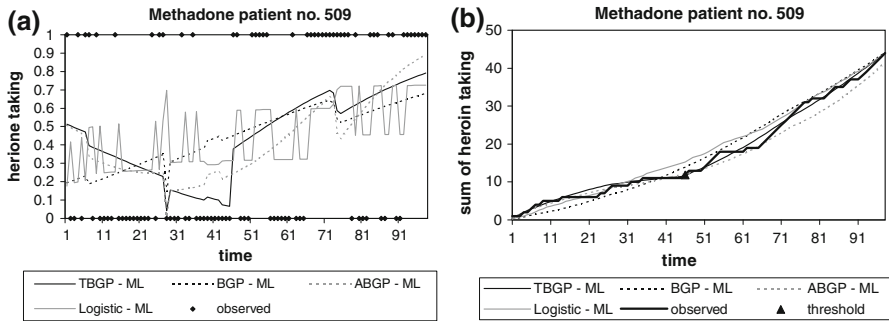 (a)
Methadone patient no. 509
herione taking
1
0.9
0.8
0.7
0.6
0.5
0.4
0.3
0.2
0.1
0
1 11 21 31 41 51 61 71 81 91
time
TBGP - ML BGP - ML ABGP - ML
Logistic - ML observed
(b)
Methadone patient no. 509
sum of heroin taking
50
40
30
20
10
0
1 11 21 31 41 51 61 71 81 91
time
TBGP - ML BGP - ML ABGP - ML
Logistic - ML observed threshold